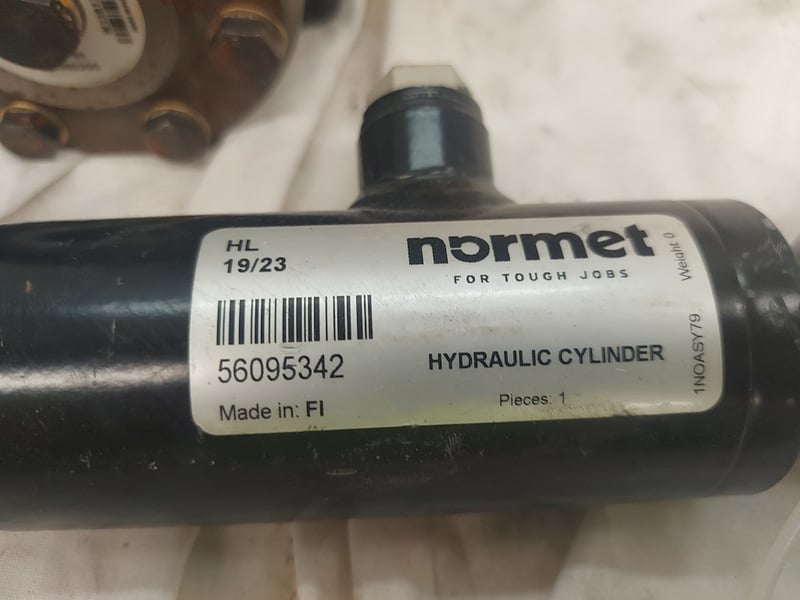 HL
19/23
normet
FOR TOUGH JOBS
56095342
HYDRAULIC CYLINDER
Made in: FI
Pieces: 1
Weight 0
1NOASY79